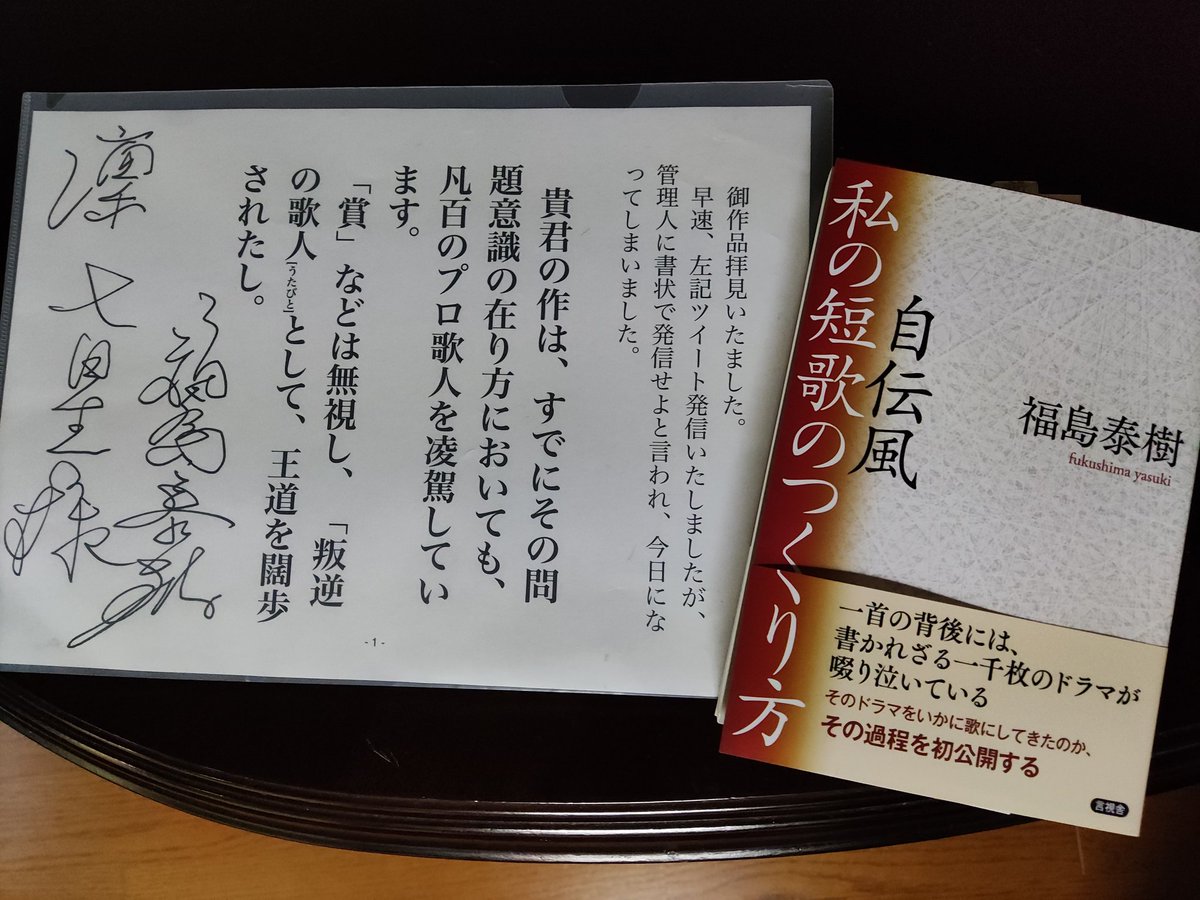 御作品拝見いたました。
早速、左記ツイート発信いたしましたが、
管理人に書状で発信せよと言われ、今日にな
ってしまいました。
貴君の作は、すでにその問
題意識の在り方においても、
凡百のプロ歌人を凌駕してい
ます。
「賞」などは無視し、「叛逆
の歌人[うたびと]として、王道を闊歩
されたし。
福島泰樹
七星様
-1-
福島泰樹
fukushima yasuki
自伝風
私の短歌のつくり方
一首の背後には、
書かれざる一千枚のドラマが
啜り泣いている
そのドラマをいかに歌にしてきたのか、
その過程を初公開する
言視舎